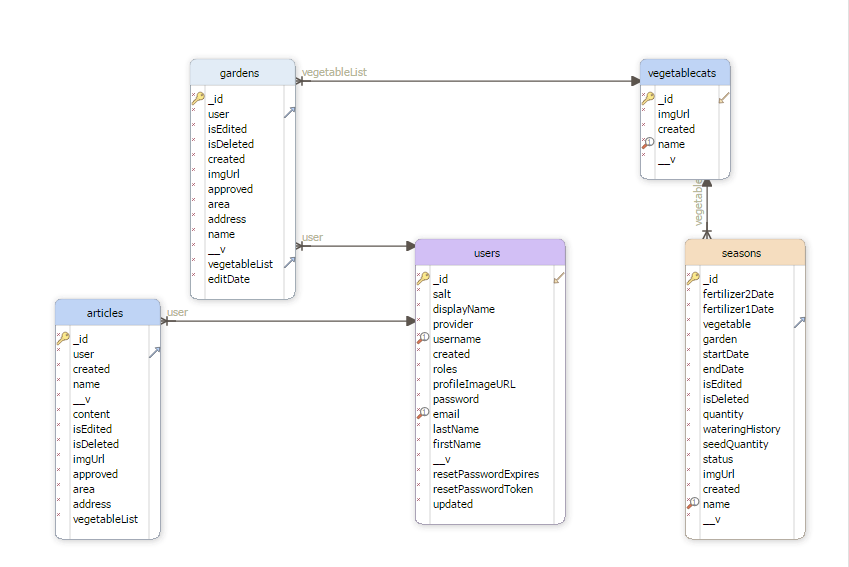 gardens
_id
user
isEdited
isDeleted
created
imgUrl
approved
area
address
name
__v
vegetableList
editDate
vegetableList
vegetablecats
_id
imgUrl
created
name
__v
user
users
_id
salt
displayName
provider
username
created
roles
profileImageURL
password
email
lastName
firstName
__v
resetPasswordExpires
resetPasswordToken
updated
vegetable
seasons
_id
fertilizer2Date
fertilizer1Date
vegetable
garden
startDate
endDate
isEdited
isDeleted
quantity
wateringHistory
seedQuantity
status
imgUrl
created
name
__v
articles
_id
user
created
name
__v
content
isEdited
isDeleted
imgUrl
approved
area
address
vegetableList
user